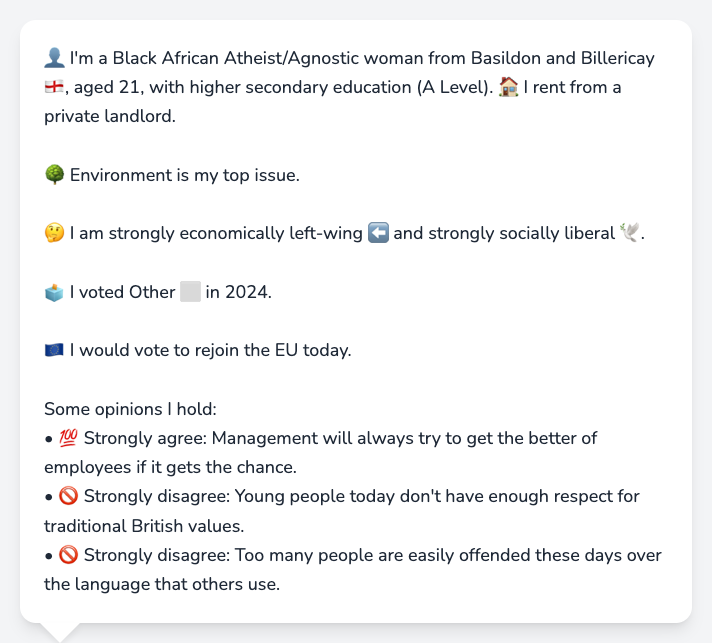 👤 I'm a Black African Atheist/Agnostic woman from Basildon and Billericay
🏴󠁧󠁢󠁥󠁮󠁧󠁿, aged 21, with higher secondary education (A Level). 🏠 I rent from a
private landlord.
🌳 Environment is my top issue.
🤔 I am strongly economically left-wing ⬅️ and strongly socially liberal 🕊️.
🗳️ I voted Other ⬜ in 2024.
🇪🇺 I would vote to rejoin the EU today.
Some opinions I hold:
• 💯 Strongly agree: Management will always try to get the better of
employees if it gets the chance.
• 🚫 Strongly disagree: Young people today don't have enough respect for
traditional British values.
• 🚫 Strongly disagree: Too many people are easily offended these days over
the language that others use.